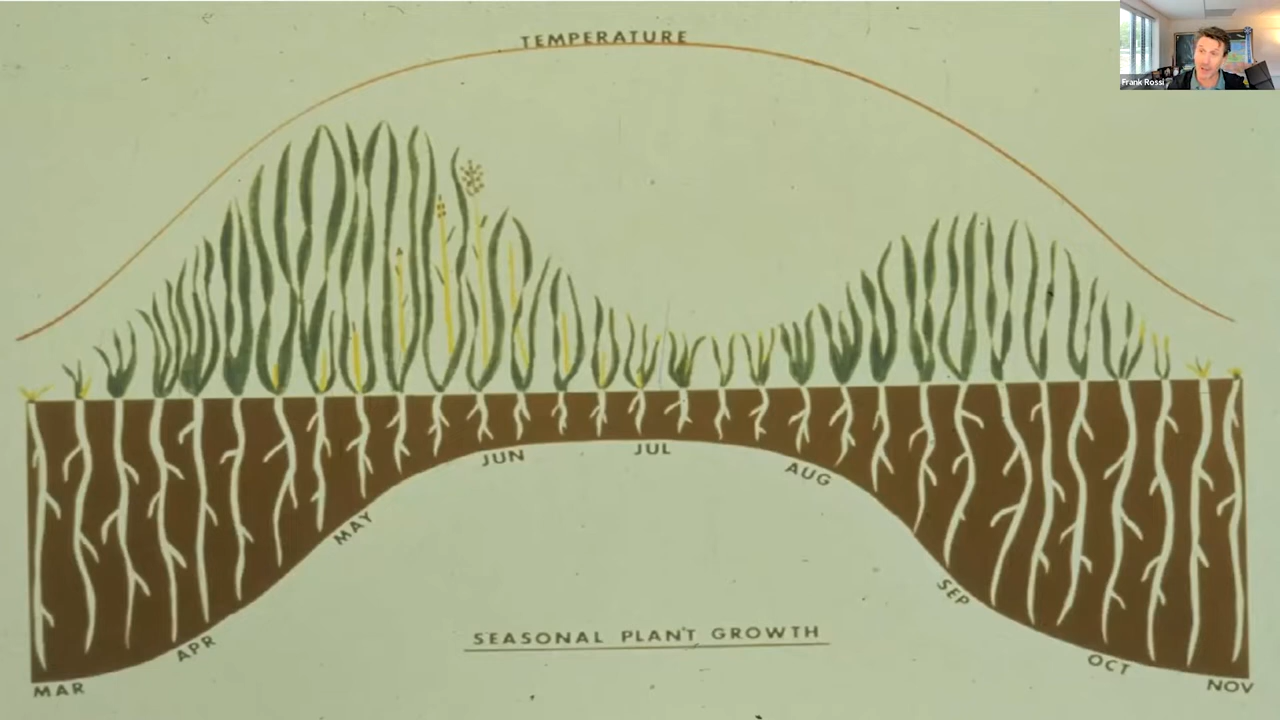 TEMPERATURE
Frank Rossi
JUN
JUL
AUG
MAY
SEP
APR
SEASONAL PLANT GROWTH
OCT
MAR
NOV